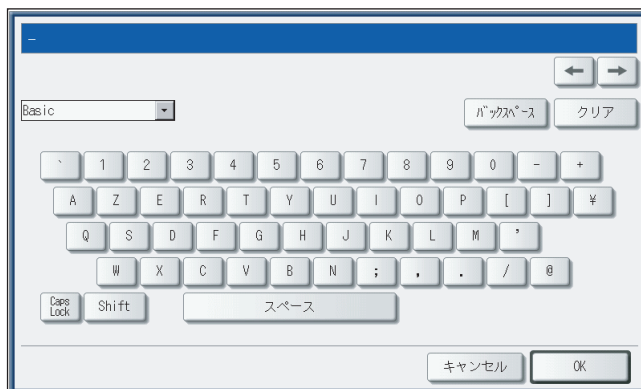 _
← →
Basic バックスペース クリア
` 1 2 3 4 5 6 7 8 9 0 - +
A Z E R T Y U I O P [ ] ¥
Q S D F G H J K L M '
W X C V B N ; , . / @
Caps Lock Shift スペース
キャンセル OK